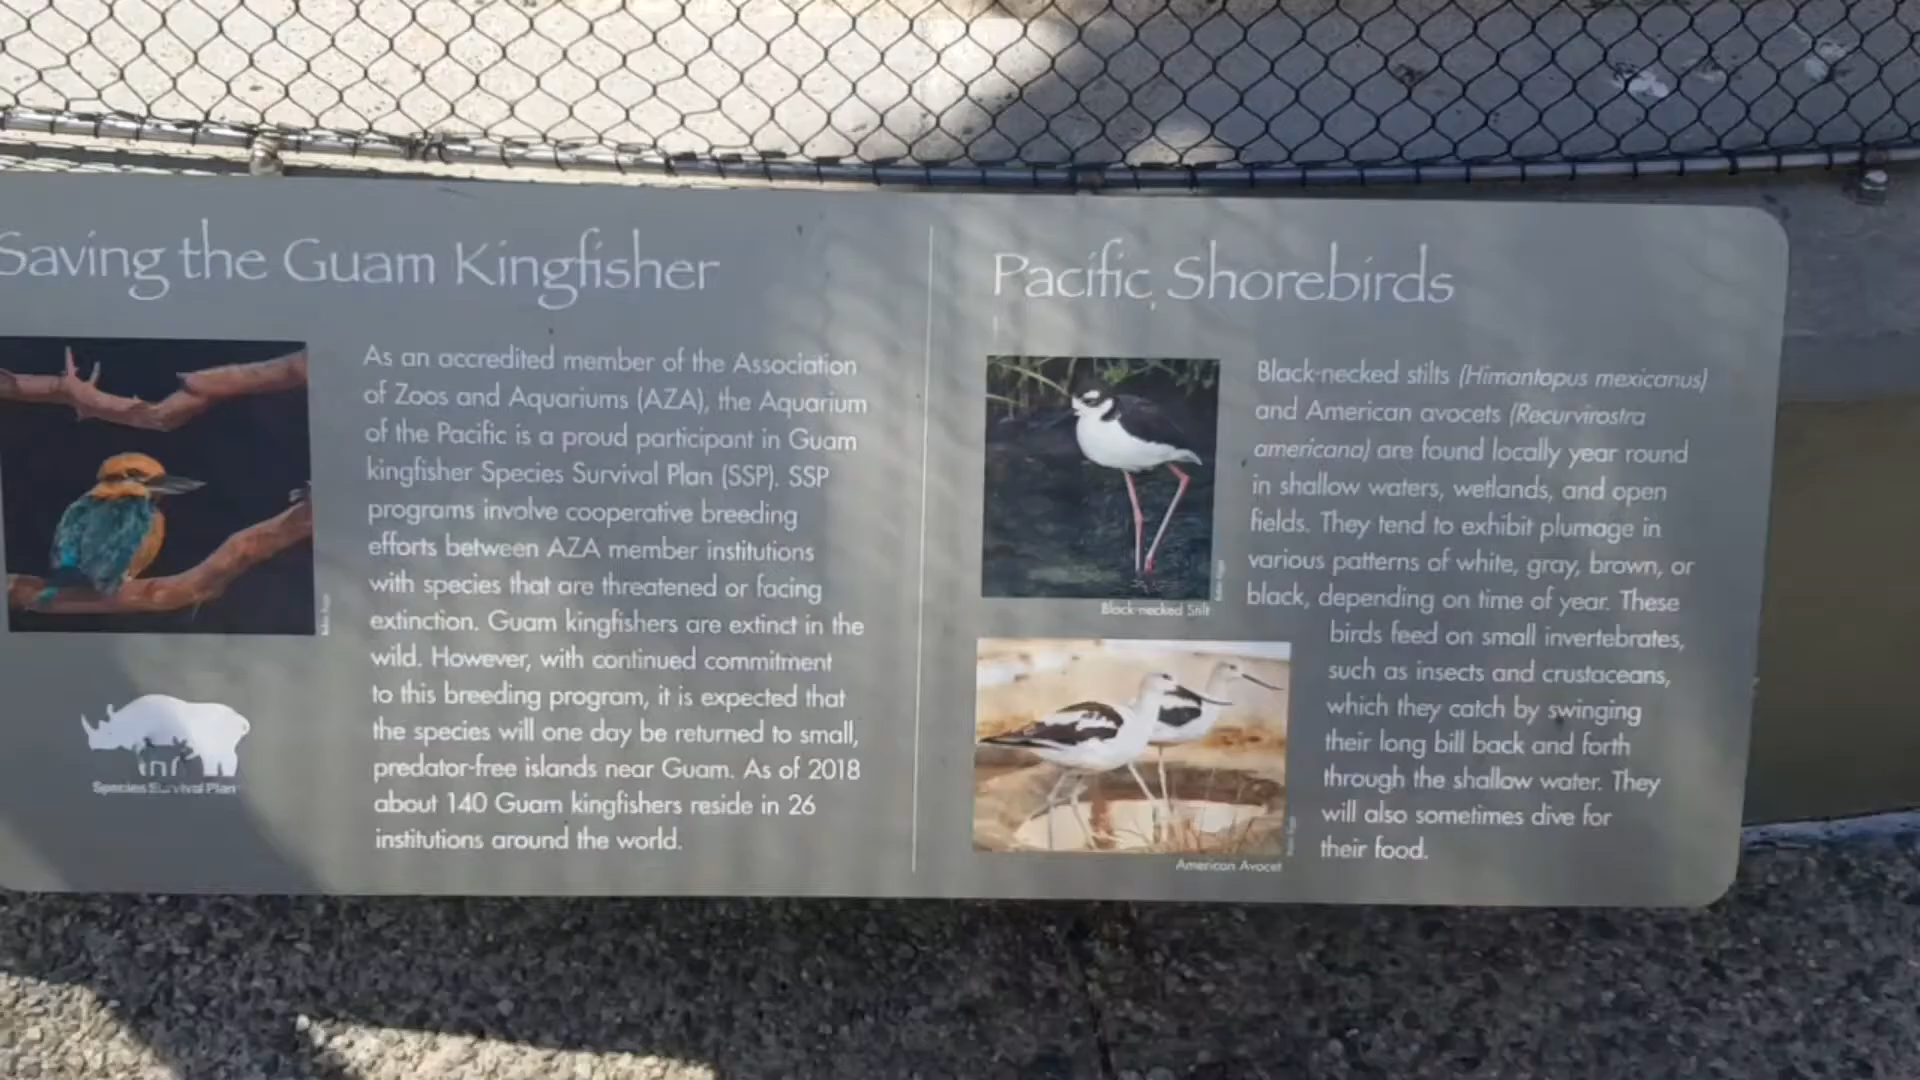 Saving the Guam Kingfisher
As an accredited member of the Association
of Zoos and Aquariums (AZA), the Aquarium
of the Pacific is a proud participant in Guam
kingfisher Species Survival Plan (SSP). SSP
programs involve cooperative breeding
efforts between AZA member institutions
with species that are threatened or facing
extinction. Guam kingfishers are extinct in the
wild. However, with continued commitment
to this breeding program, it is expected that
the species will one day be returned to small,
predator-free islands near Guam. As of 2018
about 140 Guam kingfishers reside in 26
institutions around the world.
Species Survival Plan
Pacific Shorebirds
Black-necked stilts (Himantopus mexicanus)
and American avocets (Recurvirostra
americana) are found locally year round
in shallow waters, wetlands, and open
fields. They tend to exhibit plumage in
various patterns of white, gray, brown, or
black, depending on time of year. These
birds feed on small invertebrates,
such as insects and crustaceans,
which they catch by swinging
their long bill back and forth
through the shallow water. They
will also sometimes dive for
their food.
Black-necked Stilt
American Avocet